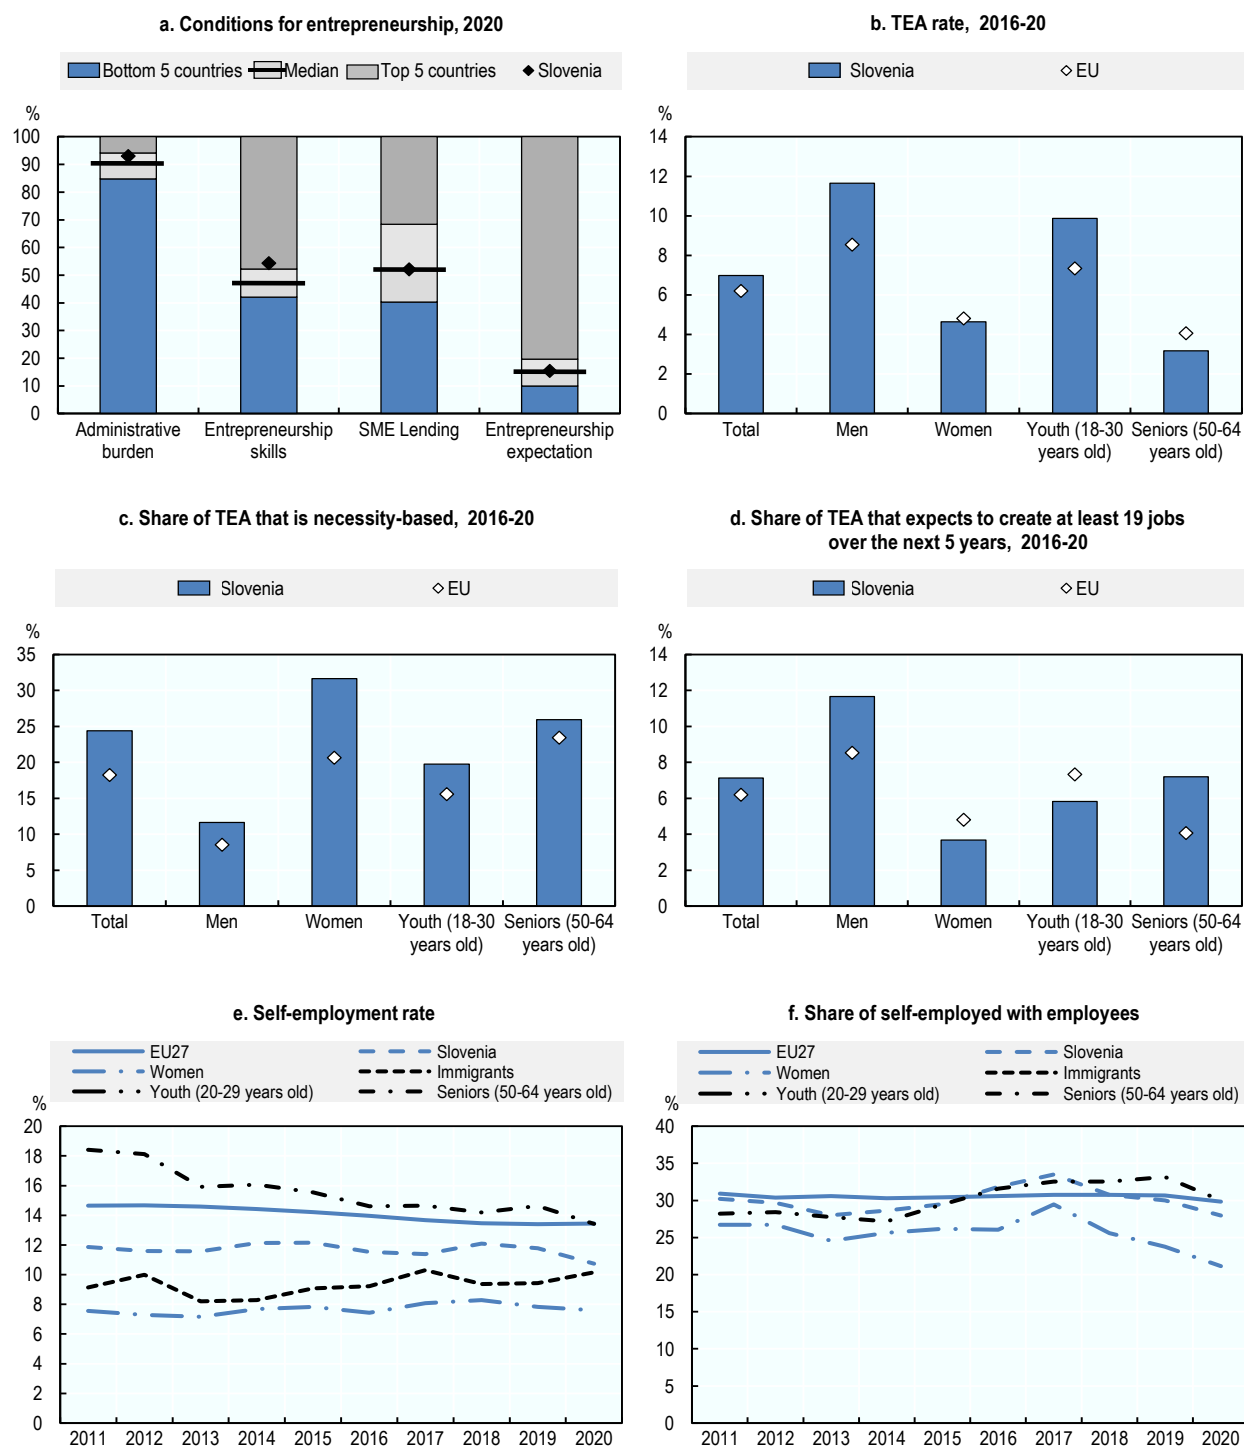 a. Conditions for entrepreneurship, 2020
Bottom 5 countries Median Top 5 countries Slovenia
%
100
90
80
70
60
50
40
30
20
10
0
Administrative burden
Entrepreneurship skills
SME Lending
Entrepreneurship expectation
b. TEA rate, 2016-20
Slovenia EU
%
14
12
10
8
6
4
2
0
Total
Men
Women
Youth (18-30 years old)
Seniors (50-64 years old)
c. Share of TEA that is necessity-based, 2016-20
Slovenia EU
%
35
30
25
20
15
10
5
0
Total
Men
Women
Youth (18-30 years old)
Seniors (50-64 years old)
d. Share of TEA that expects to create at least 19 jobs
over the next 5 years, 2016-20
Slovenia EU
%
14
12
10
8
6
4
2
0
Total
Men
Women
Youth (18-30 years old)
Seniors (50-64 years old)
e. Self-employment rate
EU27 Slovenia
Women Immigrants
Youth (20-29 years old) Seniors (50-64 years old)
%
20
18
16
14
12
10
8
6
4
2
0
2011 2012 2013 2014 2015 2016 2017 2018 2019 2020
f. Share of self-employed with employees
EU27 Slovenia
Women Immigrants
Youth (20-29 years old) Seniors (50-64 years old)
%
40
35
30
25
20
15
10
5
0
2011 2012 2013 2014 2015 2016 2017 2018 2019 2020